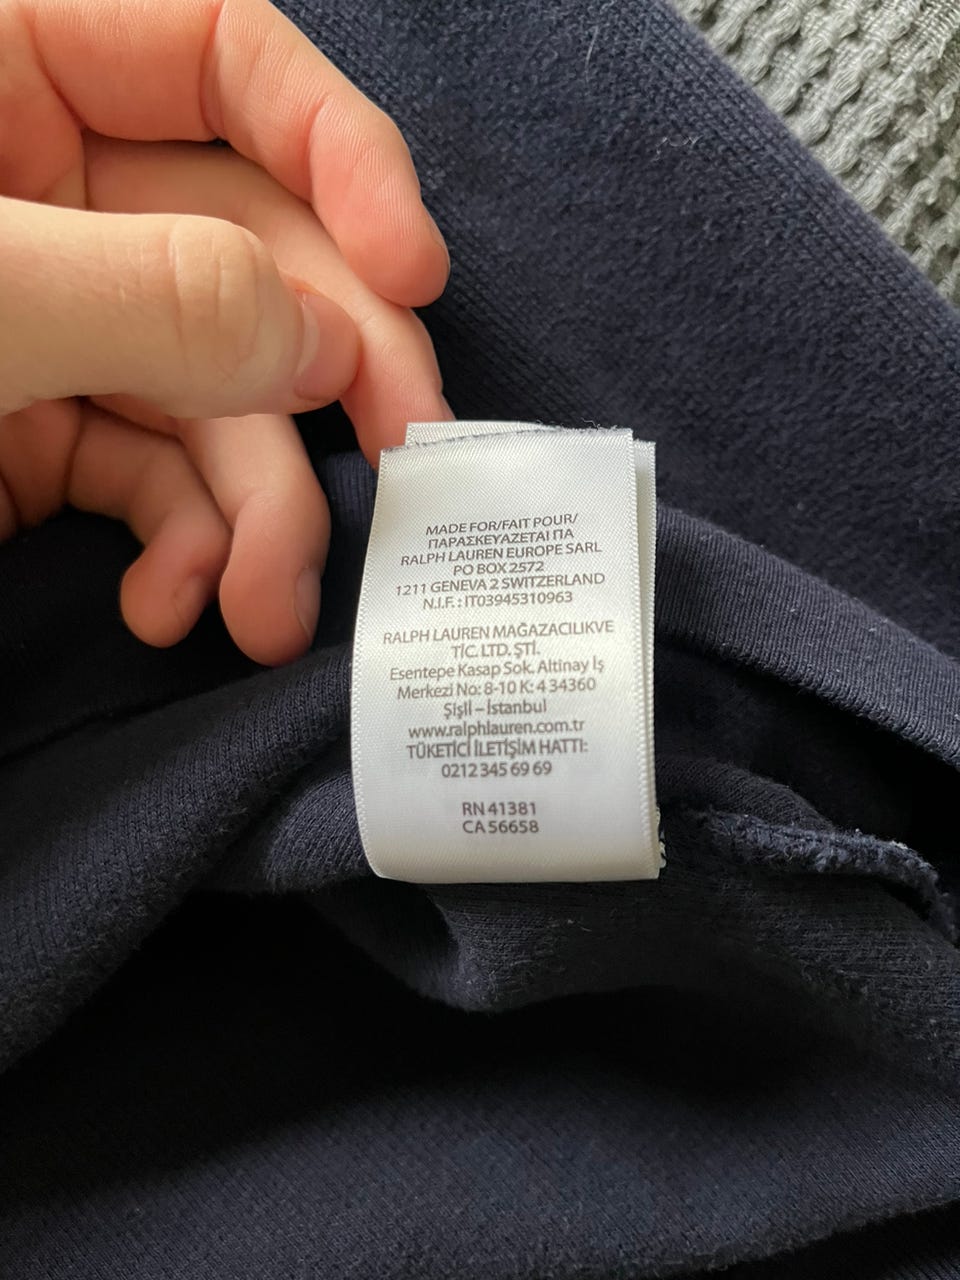 MADE FOR/FAIT POUR/
ΠΑΡΑΣΚΕΥΑΖΕΤΑΙ ΠΑ
RALPH LAUREN EUROPE SARL
PO BOX 2572
1211 GENEVA 2 SWITZERLAND
N.I.F. : IT03945310963
RALPH LAUREN MAĞAZACILIKVE
TİC. LTD. ŞTİ.
Esentepe Kasap Sok. Altinay İş
Merkezi No: 8-10 K: 4 34360
Şişli – İstanbul
www.ralphlauren.com.tr
TÜKETİCİ İLETİŞİM HATTI:
0212 345 69 69
RN 41381
CA 56658